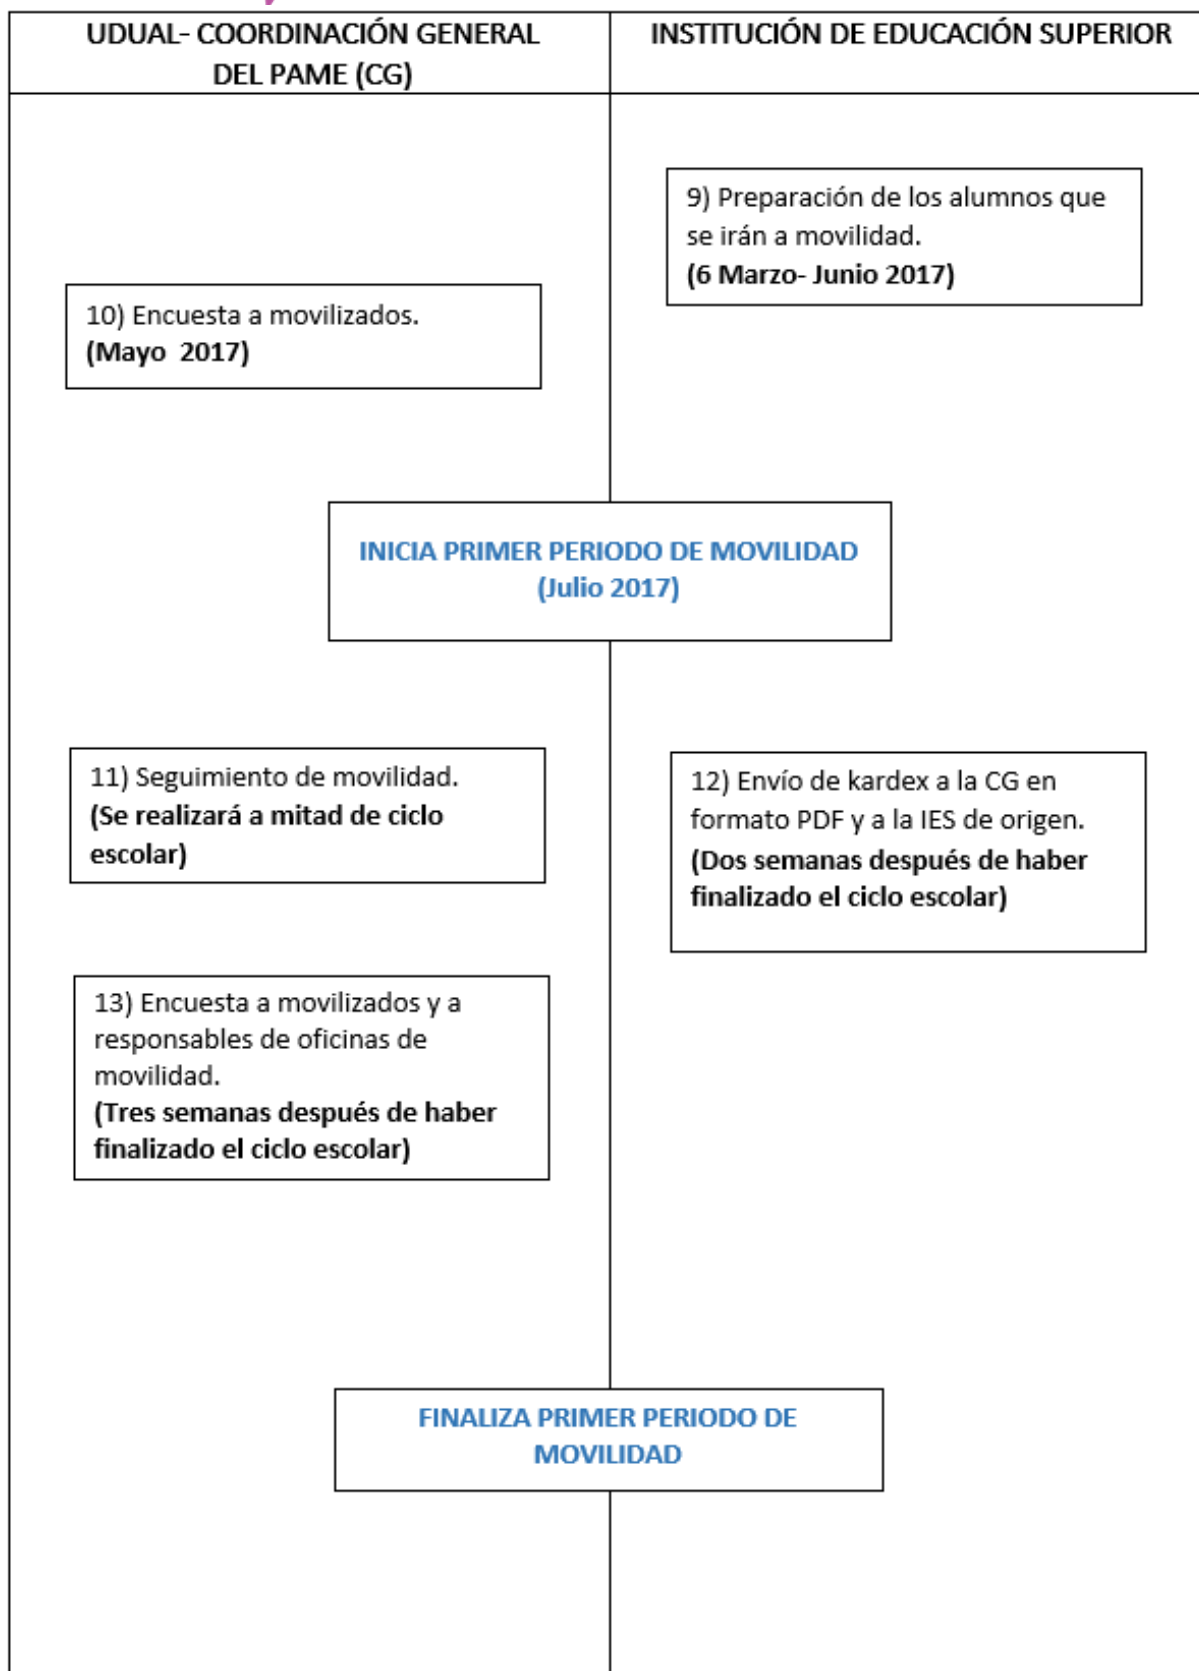 UDUAL- COORDINACIÓN GENERAL
DEL PAME (CG)
INSTITUCIÓN DE EDUCACIÓN SUPERIOR
9) Preparación de los alumnos que
se irán a movilidad.
(6 Marzo- Junio 2017)
10) Encuesta a movilizados.
(Mayo 2017)
INICIA PRIMER PERIODO DE MOVILIDAD
(Julio 2017)
11) Seguimiento de movilidad.
(Se realizará a mitad de ciclo
escolar)
12) Envío de kardex a la CG en
formato PDF y a la IES de origen.
(Dos semanas después de haber
finalizado el ciclo escolar)
13) Encuesta a movilizados y a
responsables de oficinas de
movilidad.
(Tres semanas después de haber
finalizado el ciclo escolar)
FINALIZA PRIMER PERIODO DE
MOVILIDAD